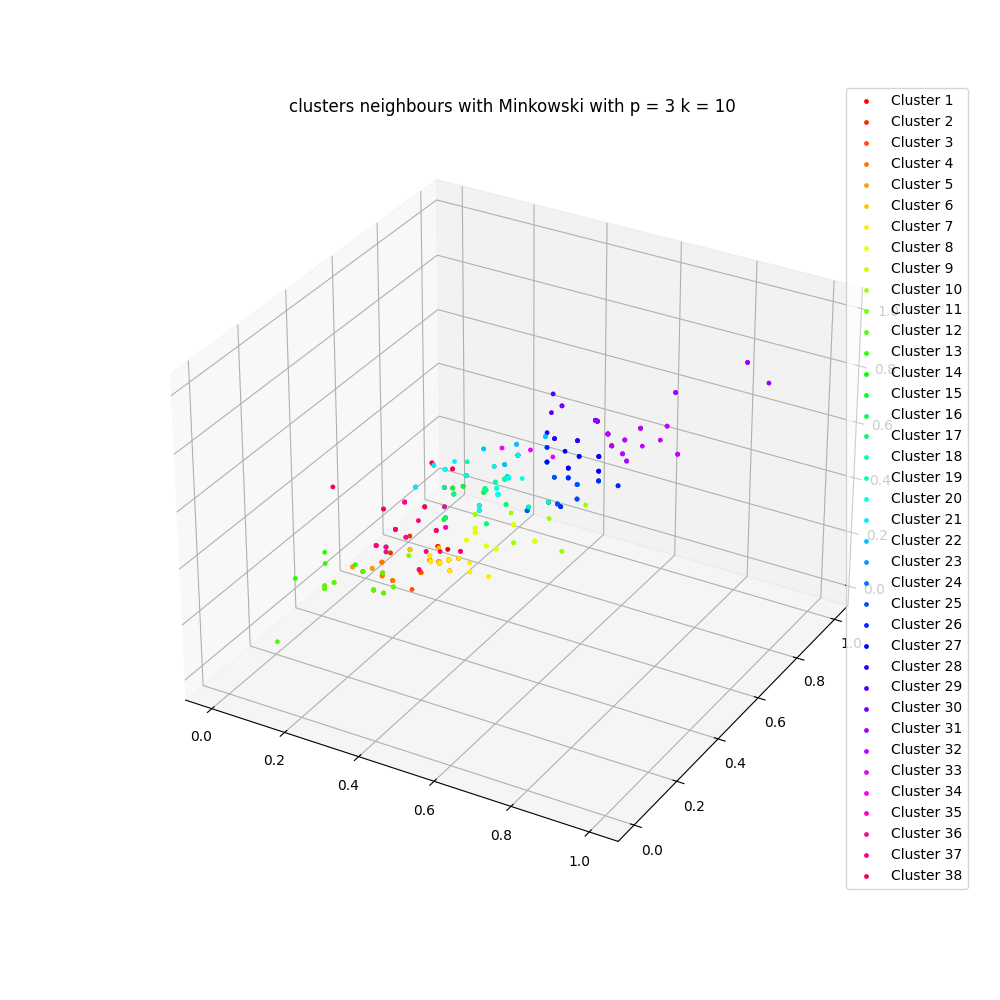 clusters neighbours with Minkowski with p = 3 k = 10
Cluster 1
Cluster 2
Cluster 3
Cluster 4
Cluster 5
Cluster 6
Cluster 7
Cluster 8
Cluster 9
Cluster 10
Cluster 11
Cluster 12
Cluster 13
Cluster 14
Cluster 15
Cluster 16
Cluster 17
Cluster 18
Cluster 19
Cluster 20
Cluster 21
Cluster 22
Cluster 23
Cluster 24
Cluster 25
Cluster 26
Cluster 27
Cluster 28
Cluster 29
Cluster 30
Cluster 31
Cluster 32
Cluster 33
Cluster 34
Cluster 35
Cluster 36
Cluster 37
Cluster 38
1.0
0.8
0.6
0.4
0.2
0.0
1.0
0.8
0.6
0.4
0.2
0.0
0.0
0.2
0.4
0.6
0.8
1.0